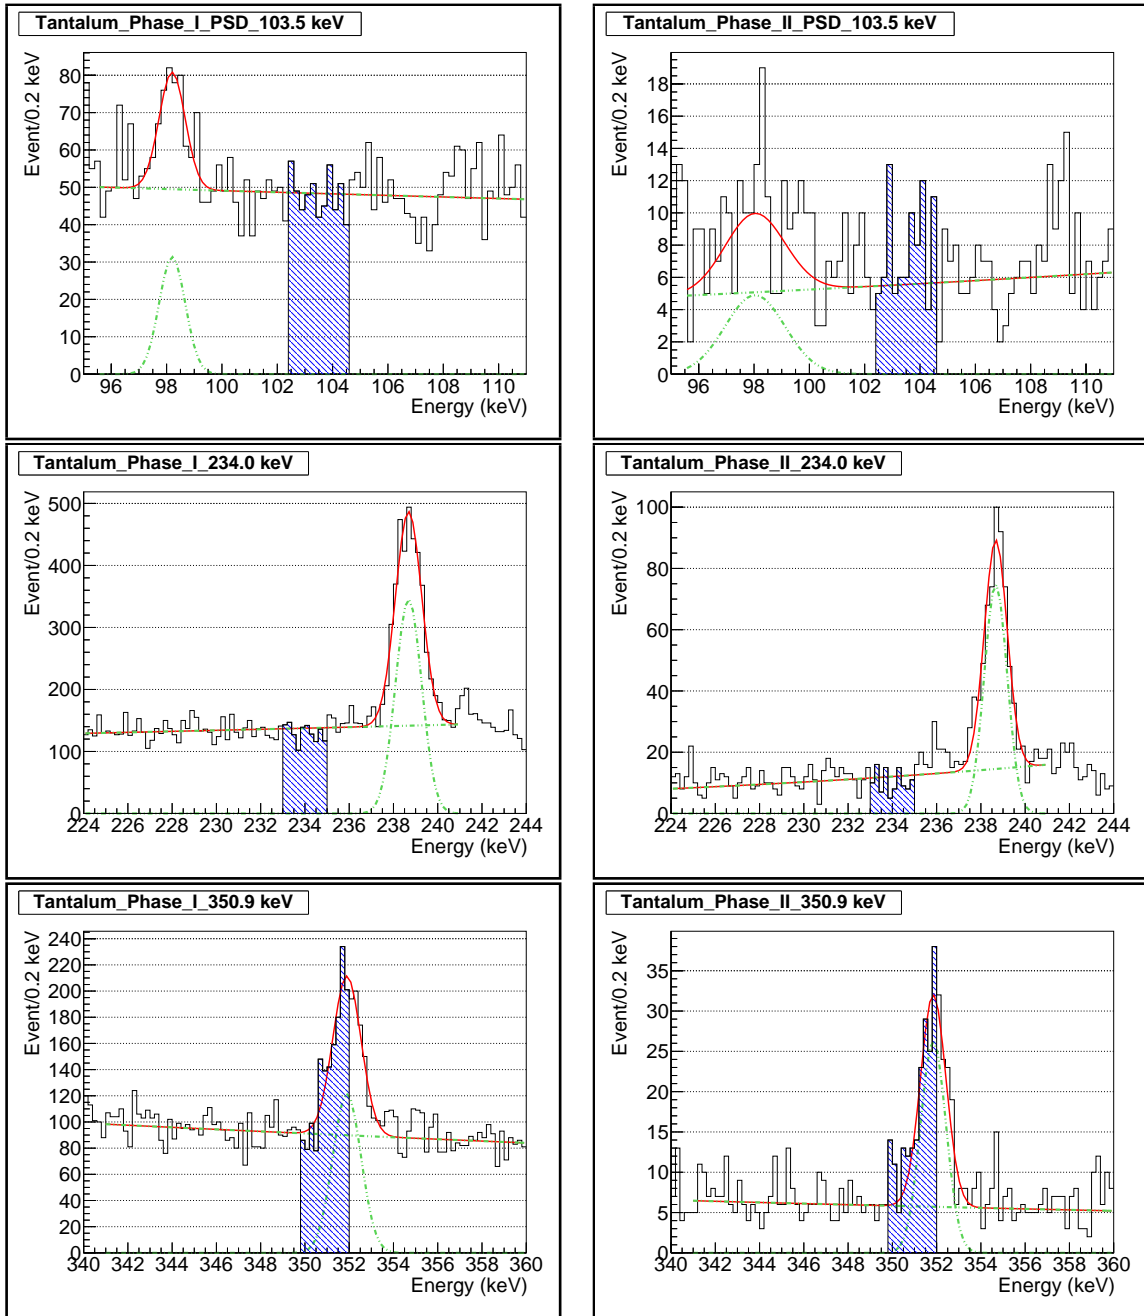 Tantalum_Phase_I_PSD_103.5 keV
Event/0.2 keV
80
70
60
50
40
30
20
10
0
96 98 100 102 104 106 108 110
Energy (keV)
Tantalum_Phase_II_PSD_103.5 keV
Event/0.2 keV
18
16
14
12
10
8
6
4
2
0
96 98 100 102 104 106 108 110
Energy (keV)
Tantalum_Phase_I_234.0 keV
Event/0.2 keV
500
400
300
200
100
0
224 226 228 230 232 234 236 238 240 242 244
Energy (keV)
Tantalum_Phase_II_234.0 keV
Event/0.2 keV
100
80
60
40
20
0
224 226 228 230 232 234 236 238 240 242 244
Energy (keV)
Tantalum_Phase_I_350.9 keV
Event/0.2 keV
240
220
200
180
160
140
120
100
80
60
40
20
0
340 342 344 346 348 350 352 354 356 358 360
Energy (keV)
Tantalum_Phase_II_350.9 keV
Event/0.2 keV
35
30
25
20
15
10
5
0
340 342 344 346 348 350 352 354 356 358 360
Energy (keV)